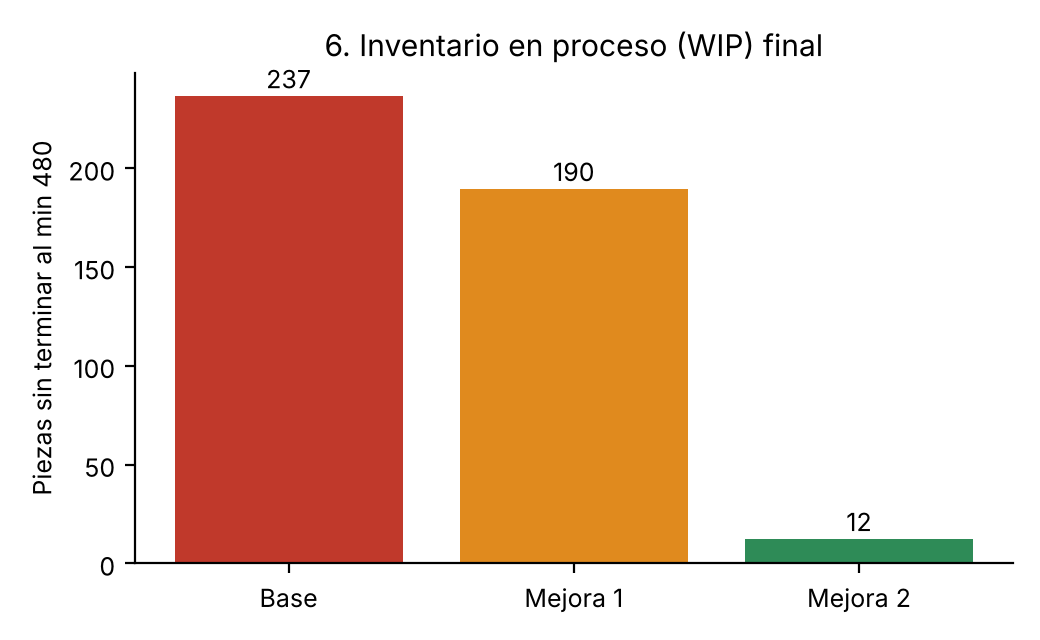 6. Inventario en proceso (WIP) final
Piezas sin terminar al min 480
200
150
100
50
0
237
190
12
Base
Mejora 1
Mejora 2